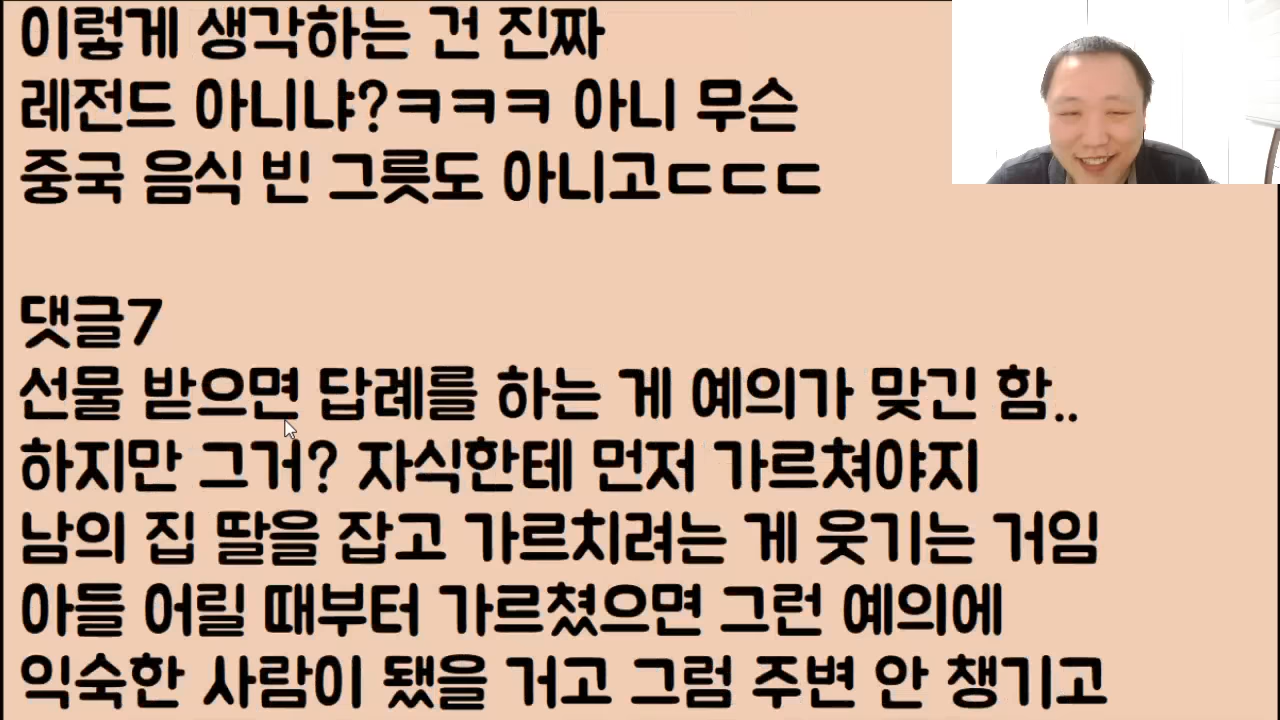 이렇게 생각하는 건 진짜
레전드 아니냐?ㅋㅋㅋ 아니 무슨
중국 음식 빈 그릇도 아니고ㄷㄷㄷ
댓글7
선물 받으면 답례를 하는 게 예의가 맞긴 함..
하지만 그거? 자식한테 먼저 가르쳐야지
남의 집 딸을 잡고 가르치려는 게 웃기는 거임
아들 어릴 때부터 가르쳤으면 그런 예의에
익숙한 사람이 됐을 거고 그럼 주변 안 챙기고